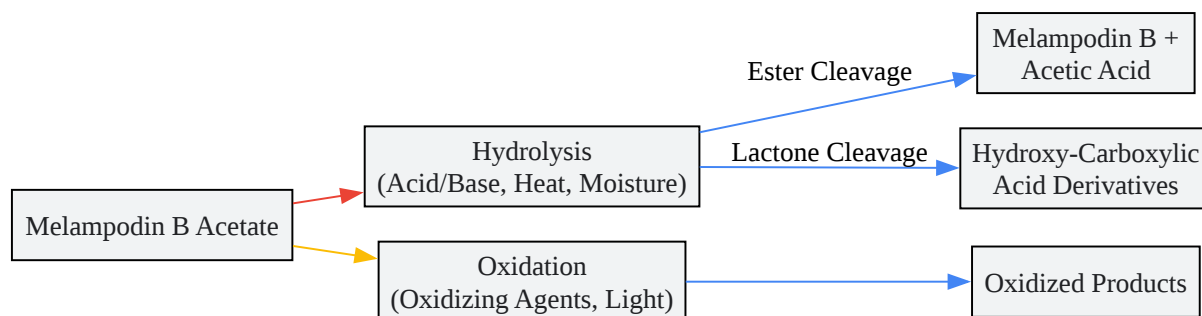 Melampodin B Acetate
Hydrolysis
(Acid/Base, Heat, Moisture)
Oxidation
(Oxidizing Agents, Light)
Ester Cleavage
Lactone Cleavage
Melampodin B +
Acetic Acid
Hydroxy-Carboxylic
Acid Derivatives
Oxidized Products